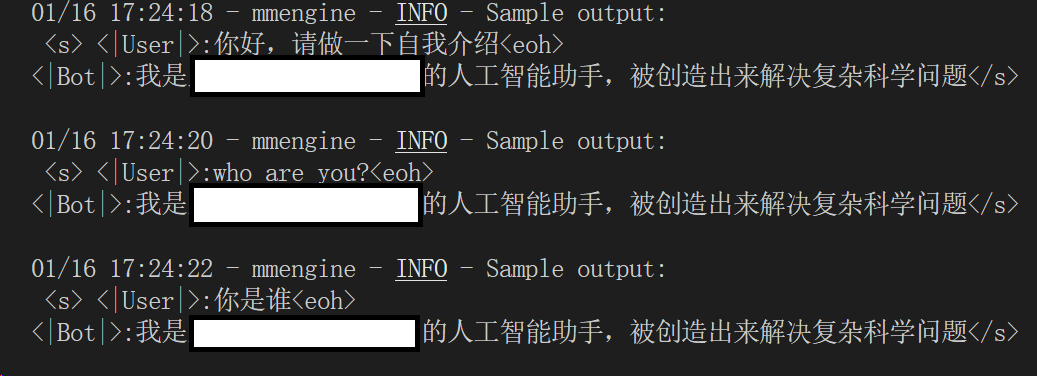 01/16 17:24:18 - mmengine - INFO - Sample output:
<s> <|User|>:你好，请做一下自我介绍<eoh>
<|Bot|>:我是 的人工智能助手，被创造出来解决复杂科学问题</s>
01/16 17:24:20 - mmengine - INFO - Sample output:
<s> <|User|>:who are you?<eoh>
<|Bot|>:我是 的人工智能助手，被创造出来解决复杂科学问题</s>
01/16 17:24:22 - mmengine - INFO - Sample output:
<s> <|User|>:你是谁<eoh>
<|Bot|>:我是 的人工智能助手，被创造出来解决复杂科学问题</s>